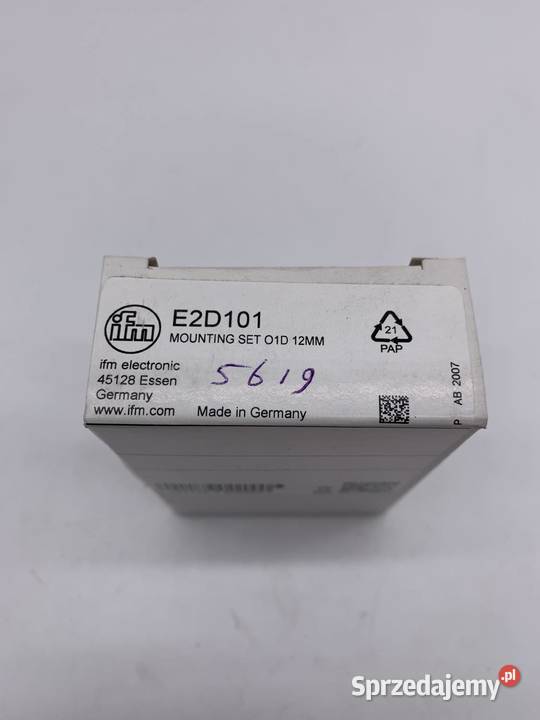 ifm
E2D101
MOUNTING SET O1D 12MM
ifm electronic
45128 Essen
Germany
www.ifm.com Made in Germany
5619
21
PAP
P AB 2007
Sprzedajemy.pl